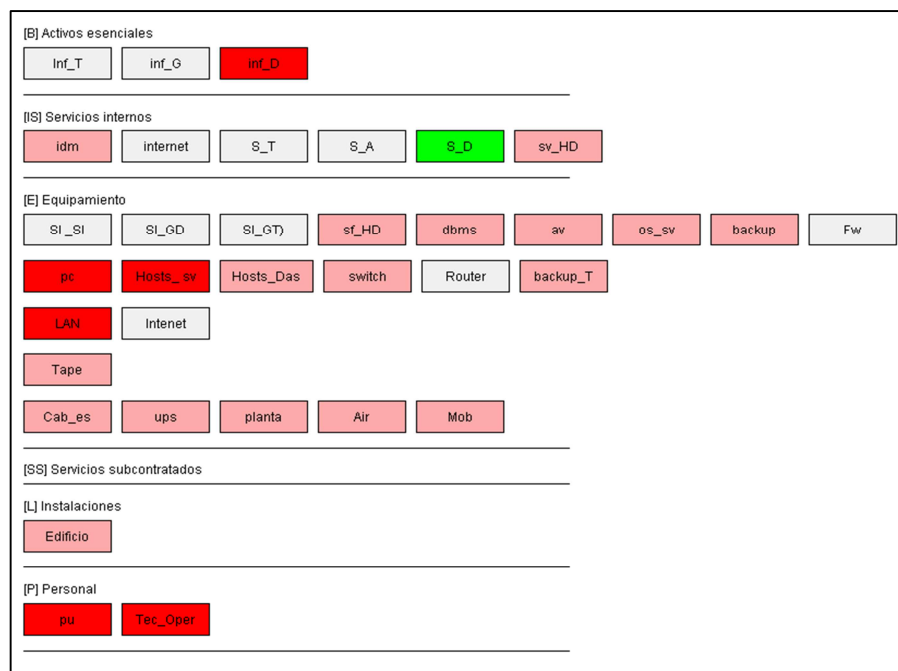 [B] Activos esenciales
Inf_T inf_G inf_D
[IS] Servicios internos
idm internet S_T S_A S_D sv_HD
[E] Equipamiento
SI_SI SI_GD SI_GT) sf_HD dbms av os_sv backup Fw
pc Hosts_sv Hosts_Das switch Router backup_T
LAN Intenet
Tape
Cab_es ups planta Air Mob
[SS] Servicios subcontratados
[L] Instalaciones
Edificio
[P] Personal
pu Tec_Oper